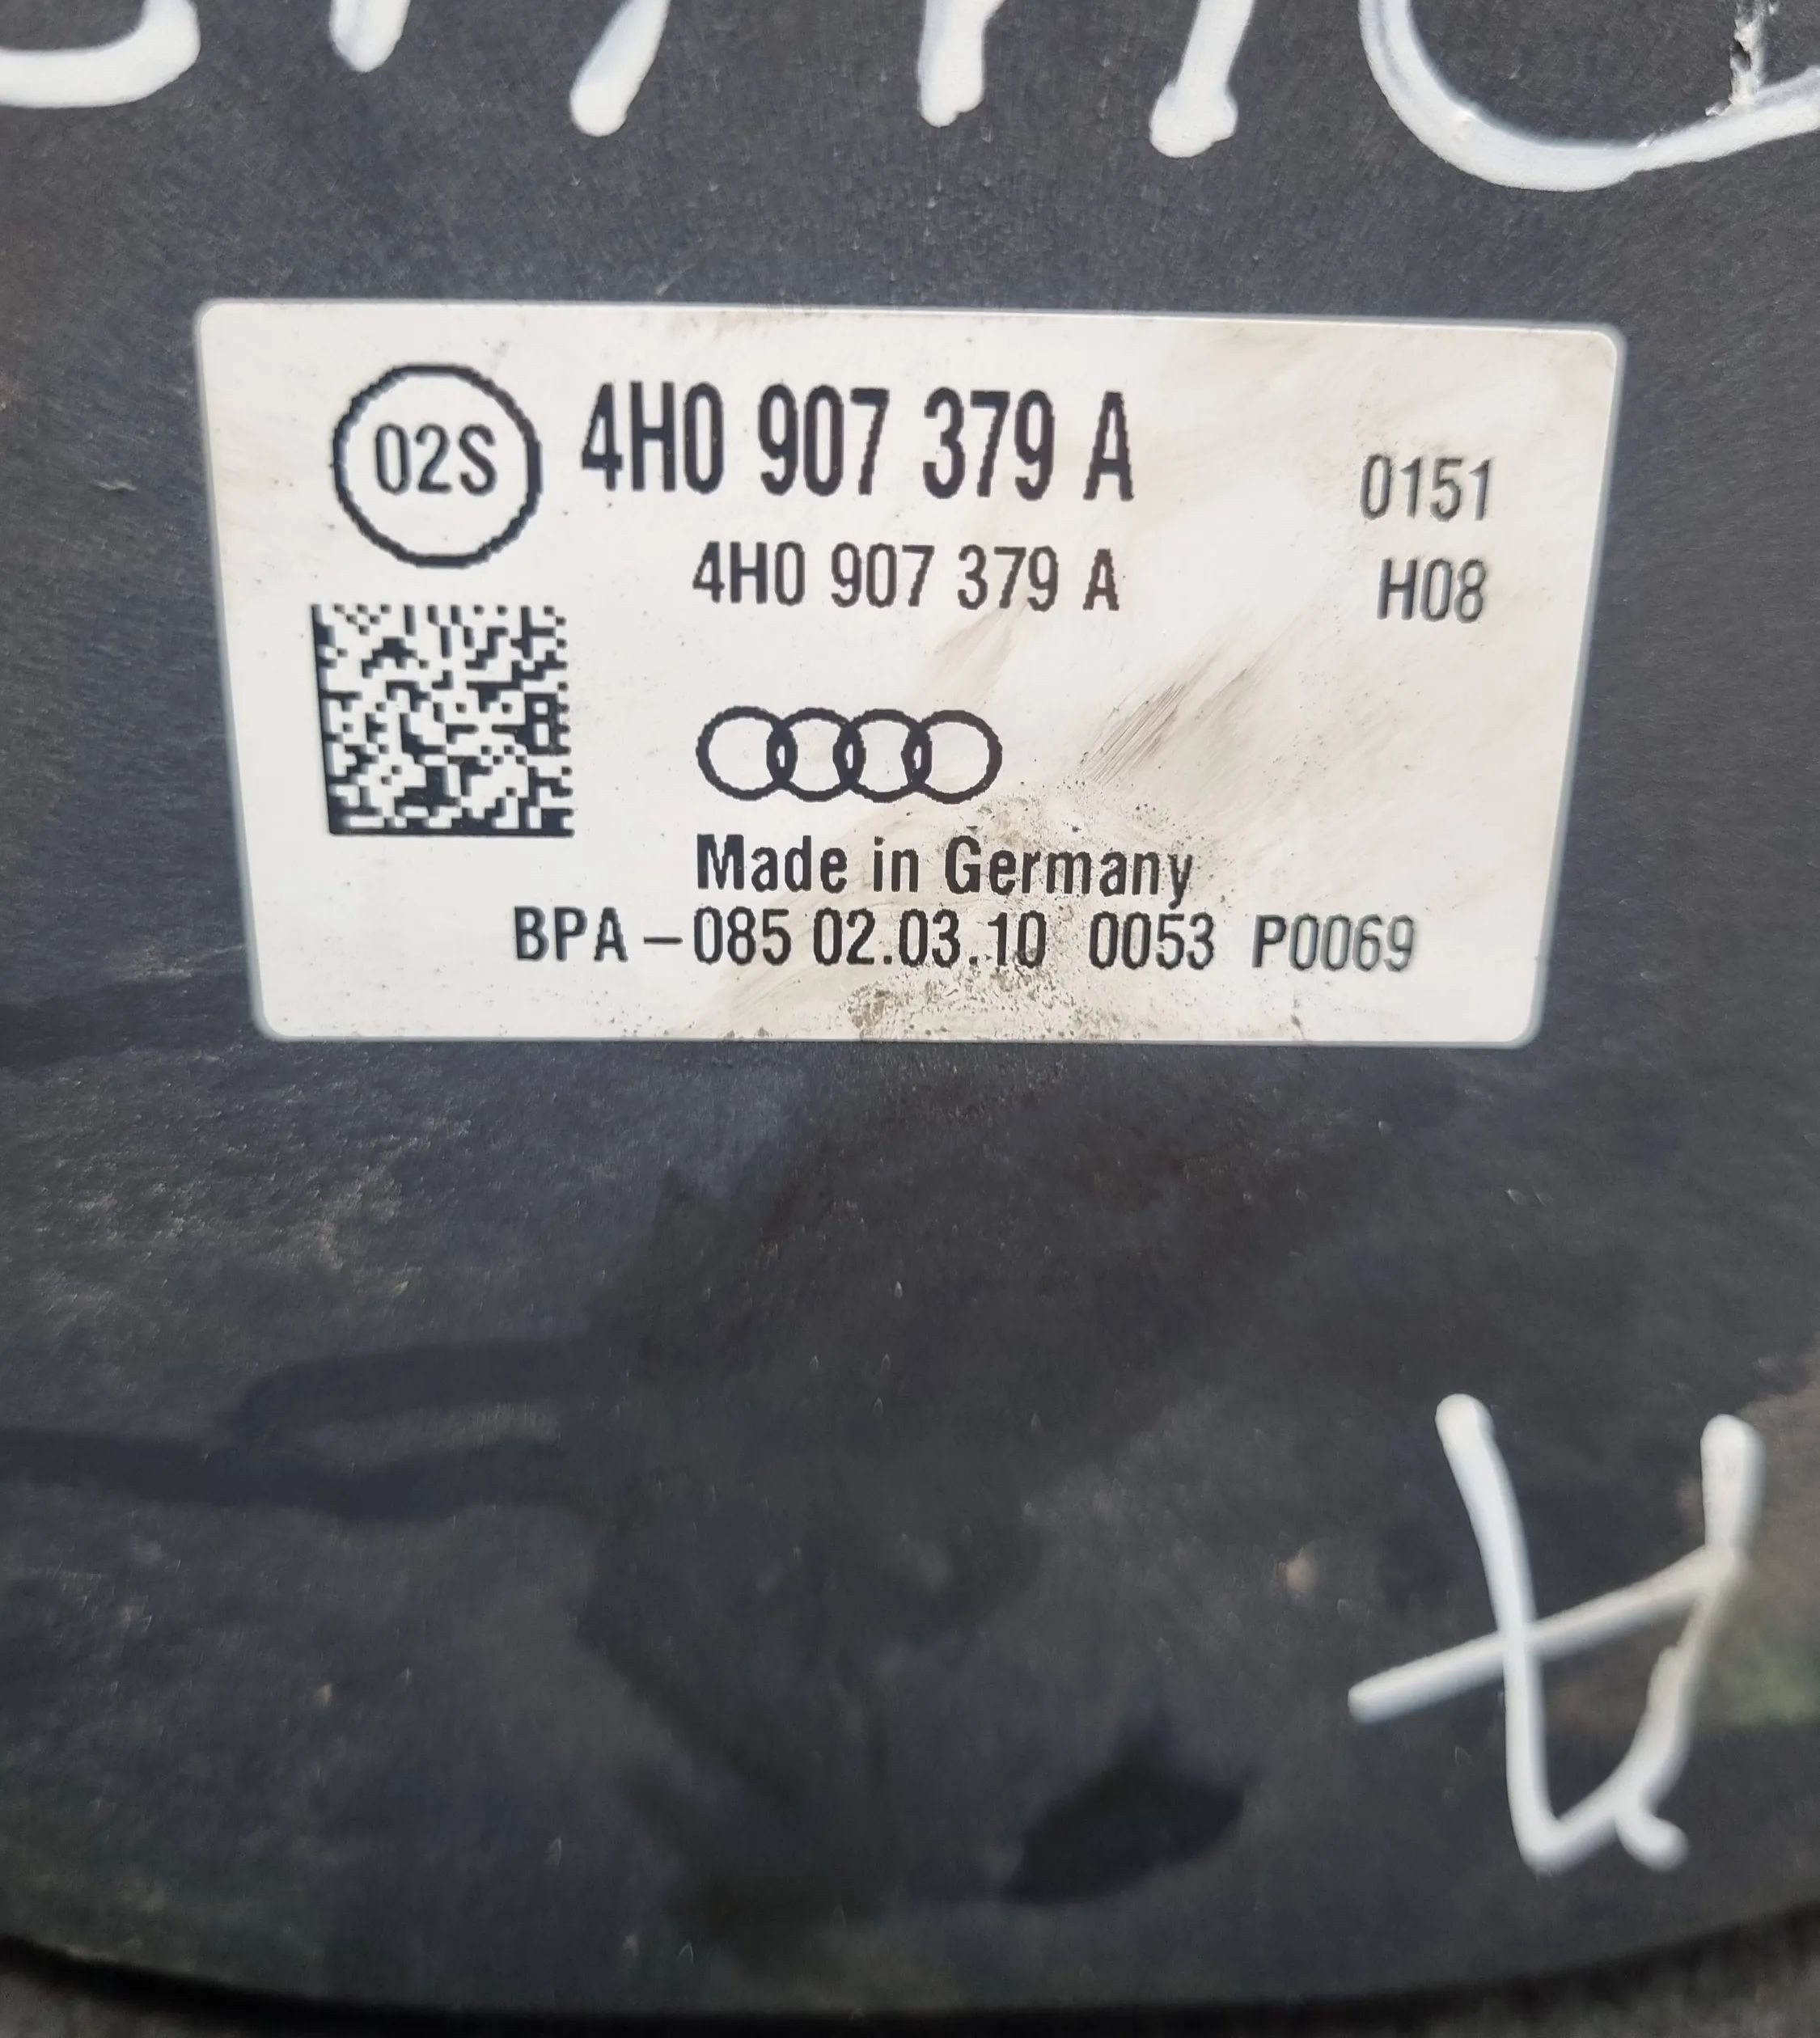 02S 4H0 907 379 A 0151
4H0 907 379 A H08
Made in Germany
BPA-085 02.03.10 0053 P0069